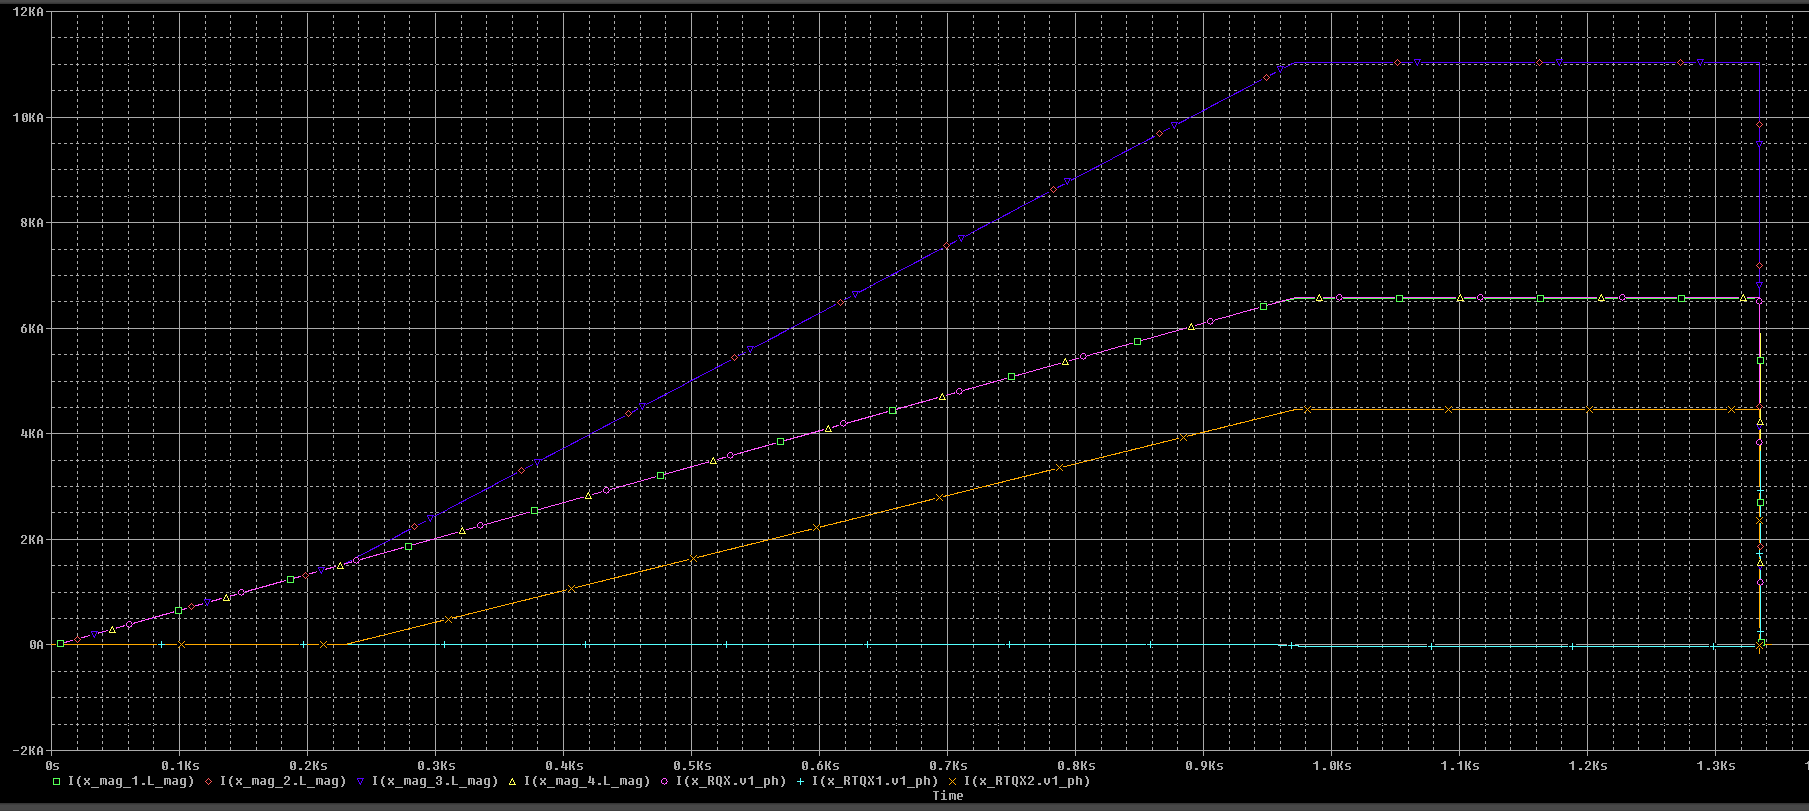 12KA
10KA
8KA
6KA
4KA
2KA
0A
-2KA
0s 0.1Ks 0.2Ks 0.3Ks 0.4Ks 0.5Ks 0.6Ks 0.7Ks 0.8Ks 0.9Ks 1.0Ks 1.1Ks 1.2Ks 1.3Ks 1
I(x_mag_1.L_mag) I(x_mag_2.L_mag) I(x_mag_3.L_mag) I(x_mag_4.L_mag) I(x_RQX.v1_ph) I(x_RTQX1.v1_ph) I(x_RTQX2.v1_ph)
Time